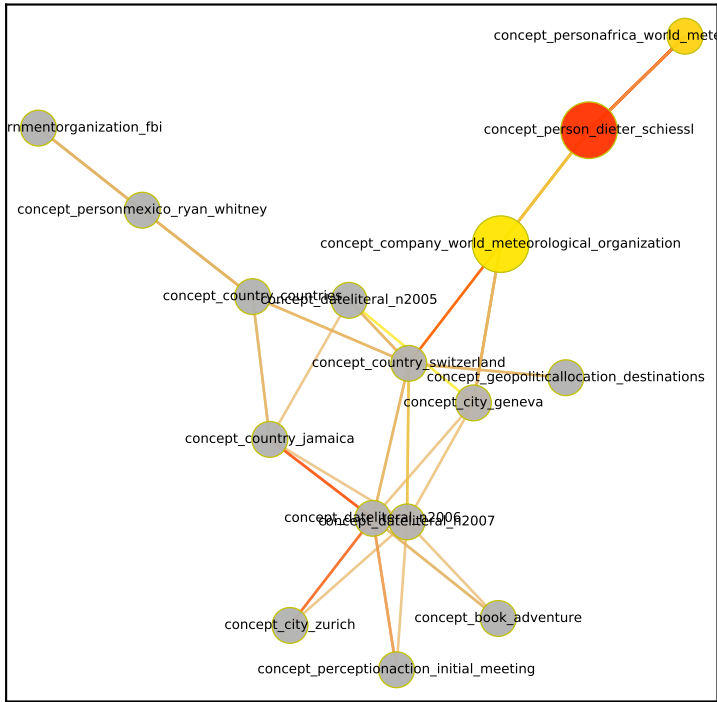 concept_personafrica_world_mete
concept_person_dieter_schiessl
rnmentorganization_fbi
concept_personmexico_ryan_whitney
concept_company_world_meteorological_organization
concept_country_countries
concept_dateliteral_n2005
concept_country_switzerland
concept_geopoliticallocation_destinations
concept_city_geneva
concept_country_jamaica
concept_dateliteral_n2006
concept_dateliteral_n2007
concept_book_adventure
concept_city_zurich
concept_perceptionaction_initial_meeting